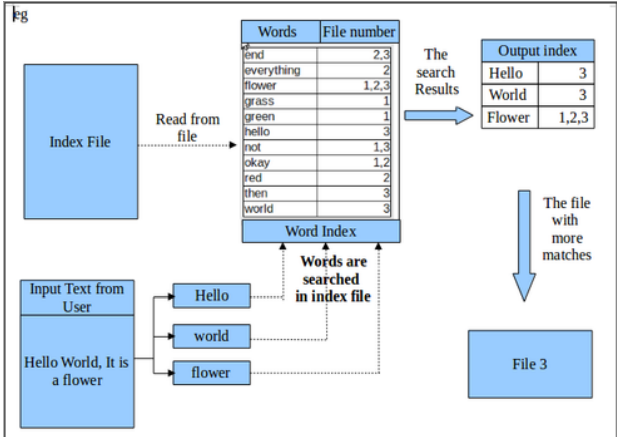 eg
Words File number
end 2,3
everything 2
flower 1,2,3
grass 1
green 1
hello 3
not 1,3
okay 1,2
red 2
then 3
world 3
Word Index
Index File
Read from
file
The
search
Results
Output index
Hello 3
World 3
Flower 1,2,3
The file
with
more
matches
File 3
Words are
searched
in index file
Input Text from
User
Hello World, It is
a flower
Hello
world
flower